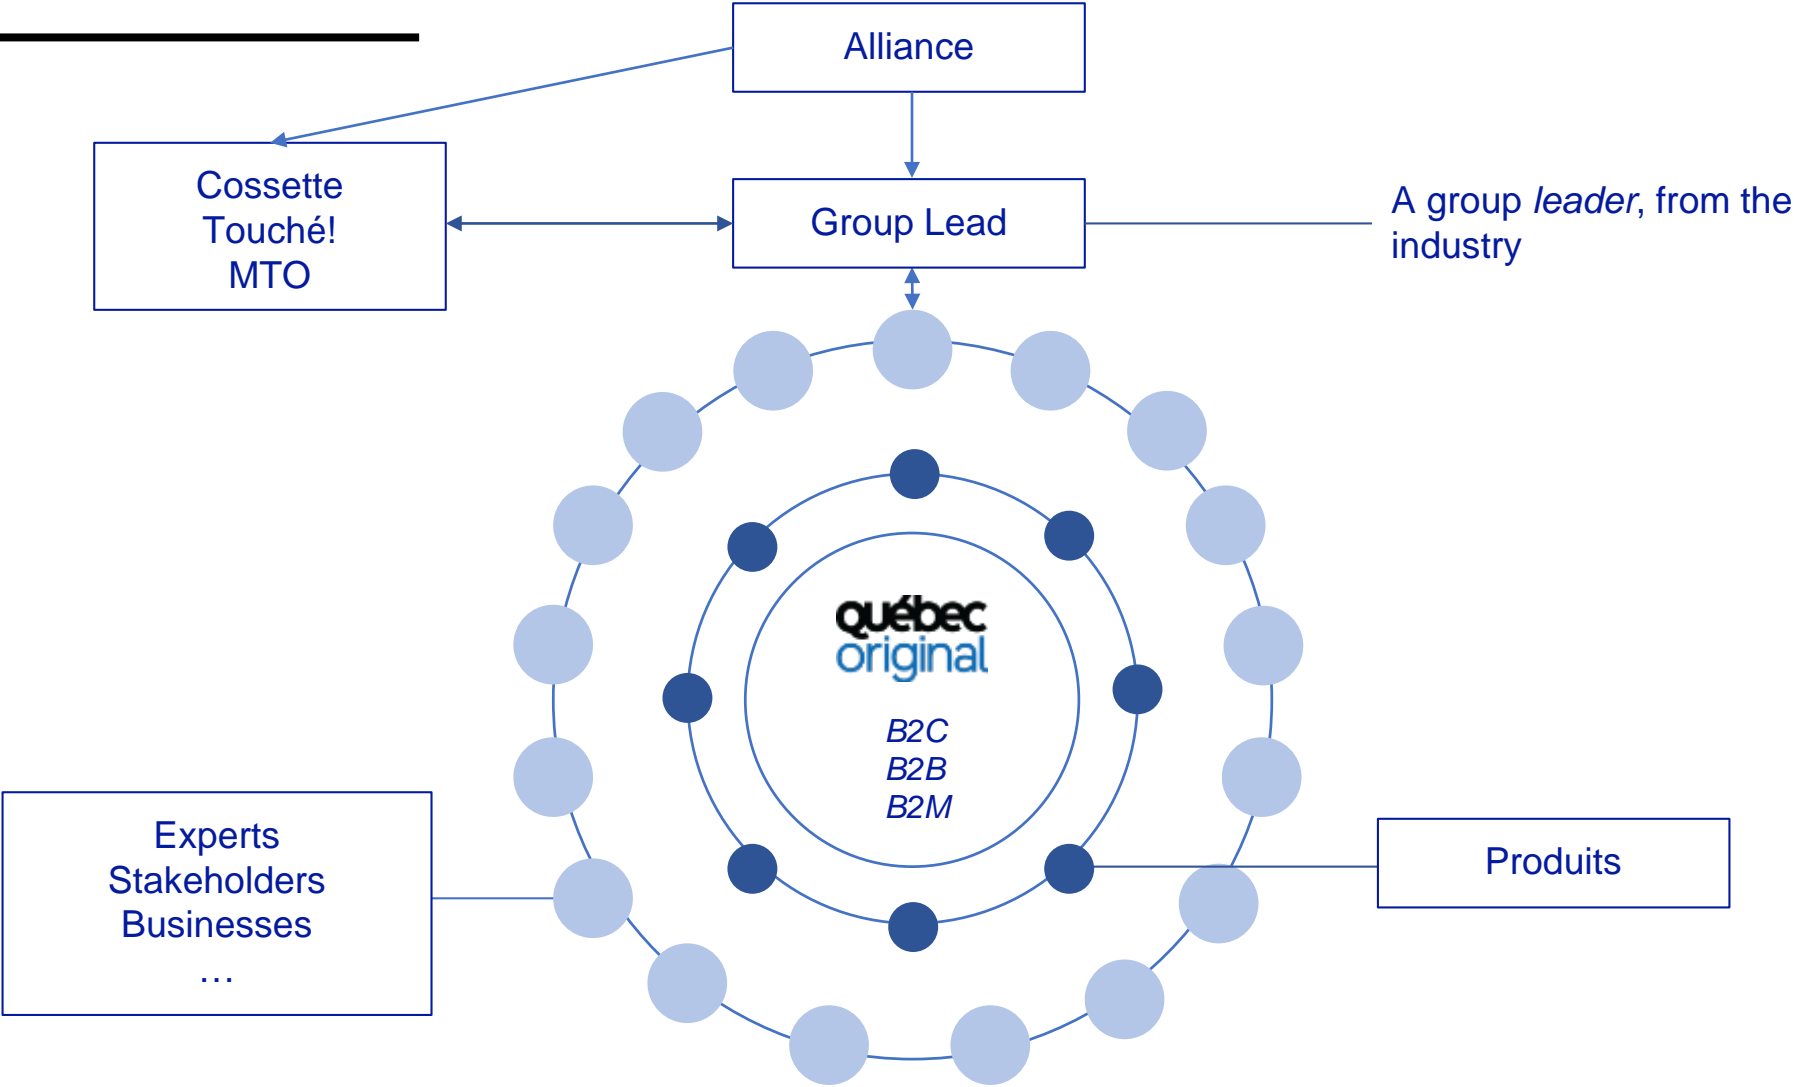 Alliance
Cossette
Touché!
MTO
Group Lead
A group leader, from the
industry
québec
original
B2C
B2B
B2M
Experts
Stakeholders
Businesses
…
Produits